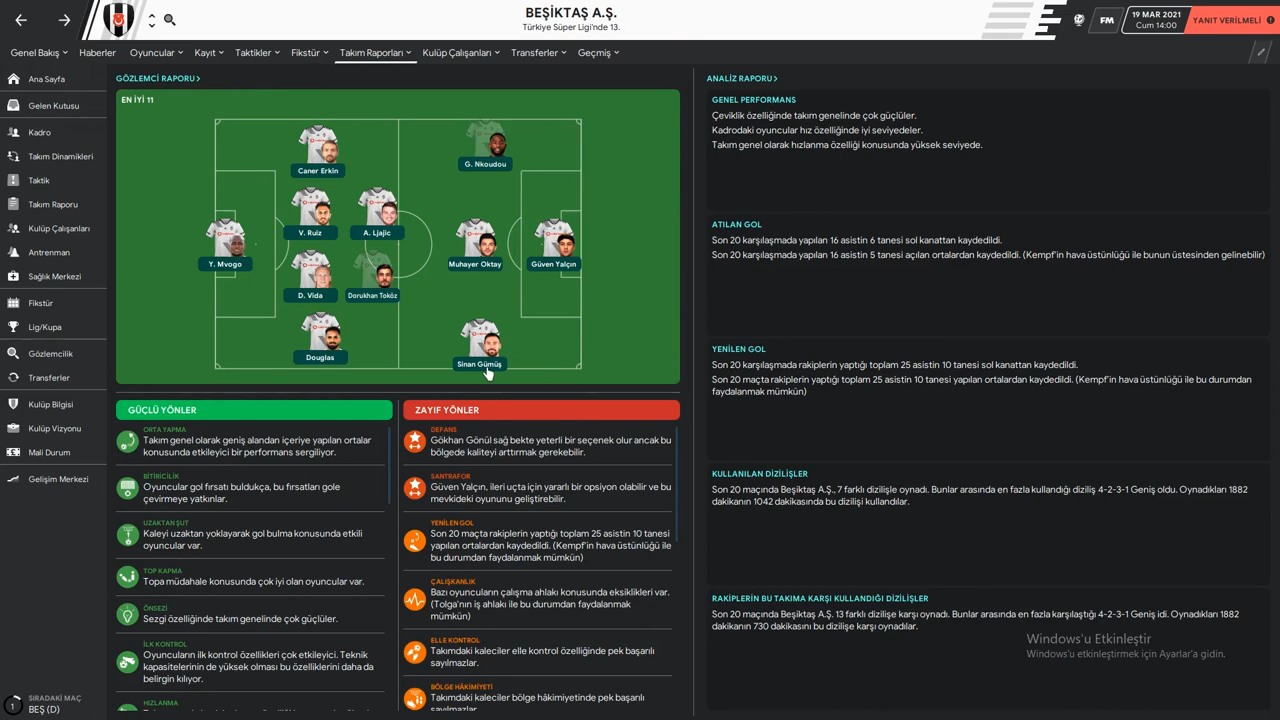 BEŞİKTAŞ A.Ş.
Türkiye Süper Ligi'nde 13.
FM
19 MAR 2021
Cum 14:00
YANIT VERİLMELİ
Genel Bakış
Haberler
Oyuncular
Kayıt
Taktikler
Fikstür
Takım Raporları
Kulüp Çalışanları
Transferler
Geçmiş
Ana Sayfa
Gelen Kutusu
Kadro
Takım Dinamikleri
Taktik
Takım Raporu
Kulüp Çalışanları
Antrenman
Sağlık Merkezi
Fikstür
Lig/Kupa
Gözlemcilik
Transferler
Kulüp Bilgisi
Kulüp Vizyonu
Mali Durum
Gelişim Merkezi
1
SIRADAKİ MAÇ
BEŞ (D)
GÖZLEMCİ RAPORU
EN İYİ 11
Caner Erkin
G. Nkoudou
V. Ruiz
A. Ljajic
Y. Mvogo
Muhayer Oktay
Güven Yalçın
D. Vida
Dorukhan Toköz
Douglas
Sinan Gümüş
GÜÇLÜ YÖNLER
ORTA YAPMA
Takım genel olarak geniş alandan içeriye yapılan ortalar
konusunda etkileyici bir performans sergiliyor.
BİTİRİCİLİK
Oyuncular gol fırsatı buldukça, bu fırsatları gole
çevirmeye yatkınlar.
UZAKTAN ŞUT
Kaleyi uzaktan yoklayarak gol bulma konusunda etkili
oyuncular var.
TOP KAPMA
Topa müdahale konusunda çok iyi olan oyuncular var.
ÖNSEZİ
Sezgi özelliğinde takım genelinde çok güçlüler.
İLK KONTROL
Oyuncuların ilk kontrol özellikleri çok etkileyici. Teknik
kapasitelerinin de yüksek olması bu özelliklerini daha da
belirgin kılıyor.
HIZLANMA
ZAYIF YÖNLER
DEFANS
Gökhan Gönül sağ bekte yeterli bir seçenek olur ancak bu
bölgede kaliteyi arttırmak gerekebilir.
SANTRAFOR
Güven Yalçın, ileri uçta için yararlı bir opsiyon olabilir ve bu
mevkideki oyununu geliştirebilir.
YENİLEN GOL
Son 20 maçta rakiplerin yaptığı toplam 25 asistin 10 tanesi
yapılan ortalardan kaydedildi. (Kempf'in hava üstünlüğü ile
bu durumdan faydalanmak mümkün)
ÇALIŞKANLIK
Bazı oyuncuların çalışma ahlakı konusunda eksiklikleri var.
(Tolga'nın iş ahlakı ile bu durumdan faydalanmak
mümkün)
ELLE KONTROL
Takımdaki kaleciler elle kontrol özelliğinde pek başarılı
sayılmazlar.
BÖLGE HÂKİMİYETİ
Takımdaki kaleciler bölge hâkimiyetinde pek başarılı
sayılmazlar.
ANALİZ RAPORU
GENEL PERFORMANS
Çeviklik özelliğinde takım genelinde çok güçlüler.
Kadrodaki oyuncular hız özelliğinde iyi seviyedeler.
Takım genel olarak hızlanma özelliği konusunda yüksek seviyede.
ATILAN GOL
Son 20 karşılaşmada yapılan 16 asistin 6 tanesi sol kanattan kaydedildi.
Son 20 karşılaşmada yapılan 16 asistin 5 tanesi açılan ortalardan kaydedildi. (Kempf'in hava üstünlüğü ile bunun üstesinden gelinebilir)
YENİLEN GOL
Son 20 karşılaşmada rakiplerin yaptığı toplam 25 asistin 10 tanesi sol kanattan kaydedildi.
Son 20 maçta rakiplerin yaptığı toplam 25 asistin 10 tanesi yapılan ortalardan kaydedildi. (Kempf'in hava üstünlüğü ile bu durumdan
faydalanmak mümkün)
KULLANILAN DİZİLİŞLER
Son 20 maçında Beşiktaş A.Ş., 7 farklı dizilişle oynadı. Bunlar arasında en fazla kullandığı diziliş 4-2-3-1 Geniş oldu. Oynadıkları 1882
dakikanın 1042 dakikasında bu dizilişi kullandılar.
RAKİPLERİN BU TAKIMA KARŞI KULLANDIĞI DİZİLİŞLER
Son 20 maçında Beşiktaş A.Ş. 13 farklı dizilişe karşı oynadı. Bunlar arasında en fazla karşılaştığı 4-2-3-1 Geniş idi. Oynadıkları 1882
dakikanın 730 dakikasını bu dizilişe karşı oynadılar.
Windows'u Etkinleştir
Windows'u etkinleştirmek için Ayarlar'a gidin.